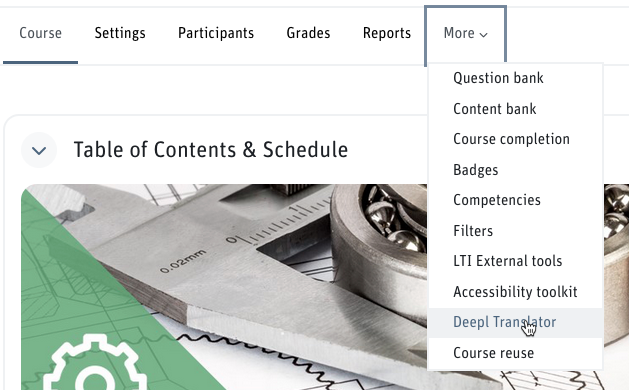 Course Settings Participants Grades Reports More
Question bank
Content bank
Course completion
Badges
Competencies
Filters
LTI External tools
Accessibility toolkit
Deepl Translator
Course reuse
Table of Contents & Schedule
0.02mm
0